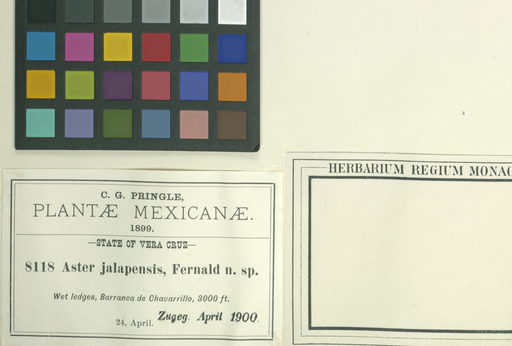 C. G. PRINGLE,
PLANTÆ MEXICANÆ.
1899.
—STATE OF VERA CRUZ—
8118 Aster jalapensis, Fernald n. sp.
Wet ledges, Barranca de Chavarrillo, 3000 ft.
24, April. Zugeg. April 1900.
HERBARIUM REGIUM MONAC